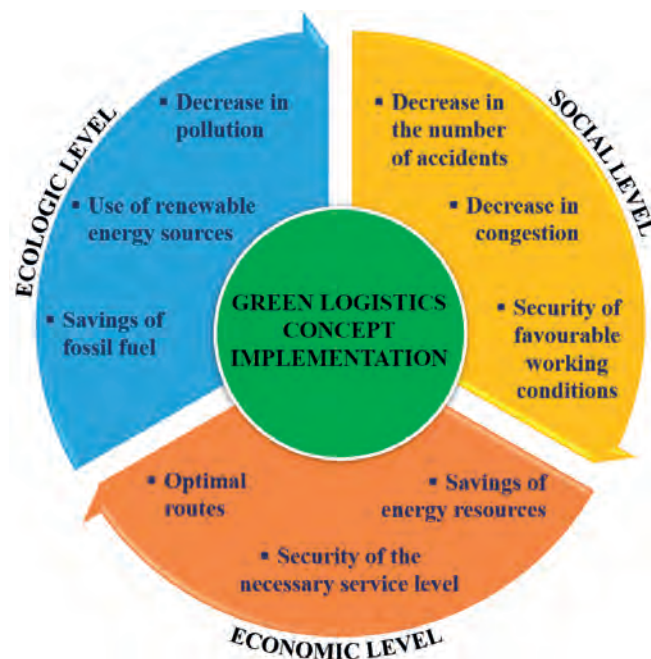 ECOLOGIC LEVEL
▪ Decrease in
pollution
▪ Use of renewable
energy sources
▪ Savings of
fossil fuel
SOCIAL LEVEL
▪ Decrease in
the number
of accidents
▪ Decrease in
congestion
▪ Security of
favourable
working
conditions
GREEN LOGISTICS
CONCEPT
IMPLEMENTATION
▪ Optimal
routes
▪ Savings of
energy resources
▪ Security of the
necessary service level
ECONOMIC LEVEL